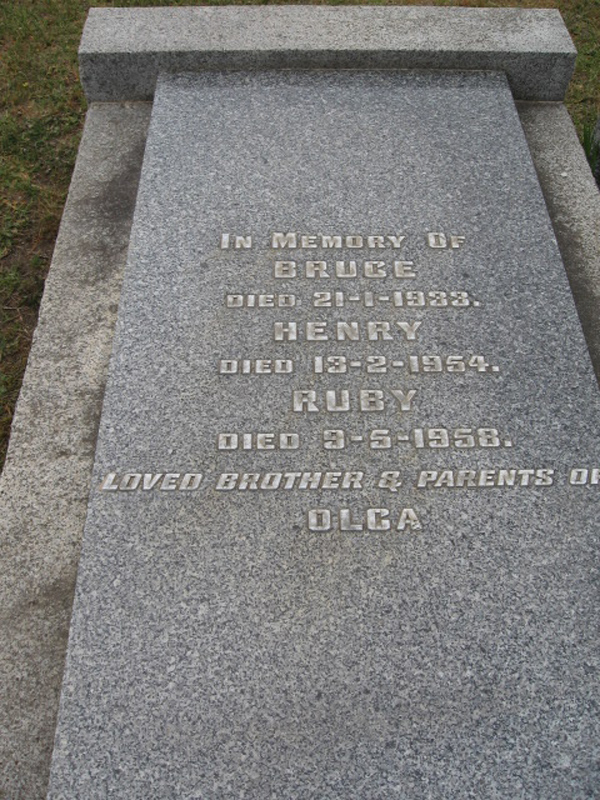 In Memory Of
BRUCE
DIED 21-1-1933.
HENRY
DIED 13-2-1954.
RUBY
DIED 9-5-1958.
LOVED BROTHER & PARENTS OF
OLGA